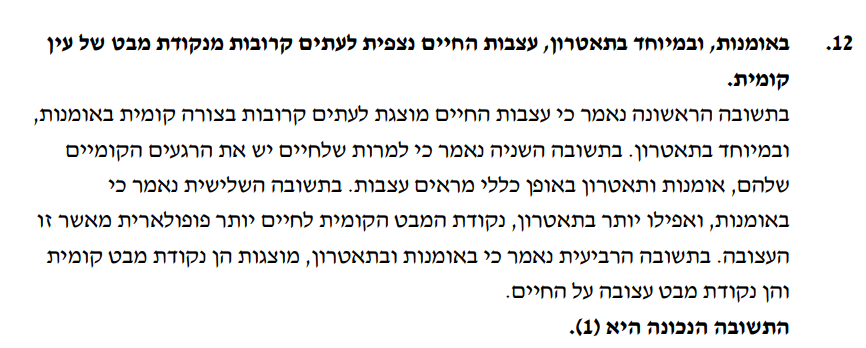 12. באומנות, ובמיוחד בתאטרון, עצבות החיים נצפית לעתים קרובות מנקודת מבט של עין
קומית.
בתשובה הראשונה נאמר כי עצבות החיים מוצגת לעתים קרובות בצורה קומית באומנות,
ובמיוחד בתאטרון. בתשובה השניה נאמר כי למרות שלחיים יש את הרגעים הקומיים
שלהם, אומנות ותאטרון באופן כללי מראים עצבות. בתשובה השלישית נאמר כי
באומנות, ואפילו יותר בתאטרון, נקודת המבט הקומית לחיים יותר פופולארית מאשר זו
העצובה. בתשובה הרביעית נאמר כי באומנות ובתאטרון, מוצגות הן נקודת מבט קומית
והן נקודת מבט עצובה על החיים.
התשובה הנכונה היא (1).